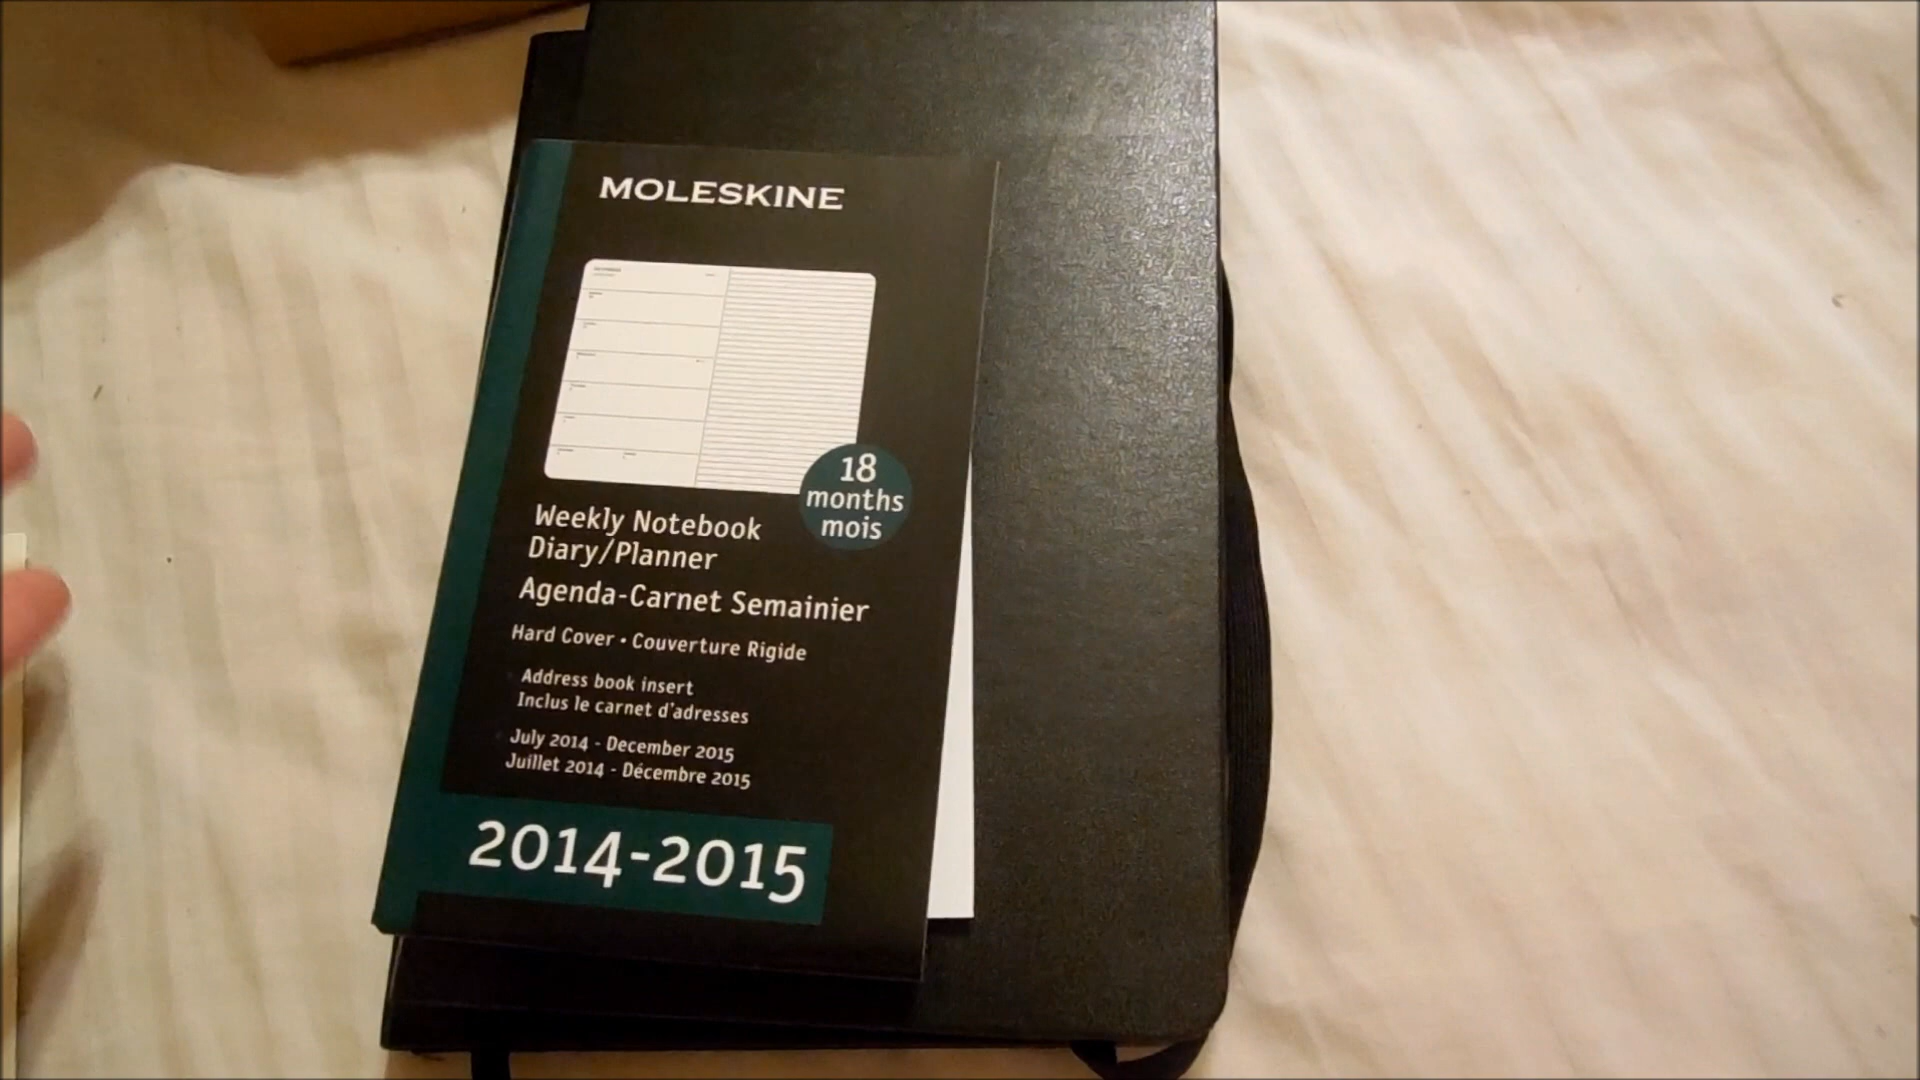 MOLESKINE
18
months
mois
Weekly Notebook
Diary/Planner
Agenda-Carnet Semainier
Hard Cover • Couverture Rigide
Address book insert
Inclus le carnet d'adresses
July 2014 - December 2015
Juillet 2014 - Décembre 2015
2014-2015